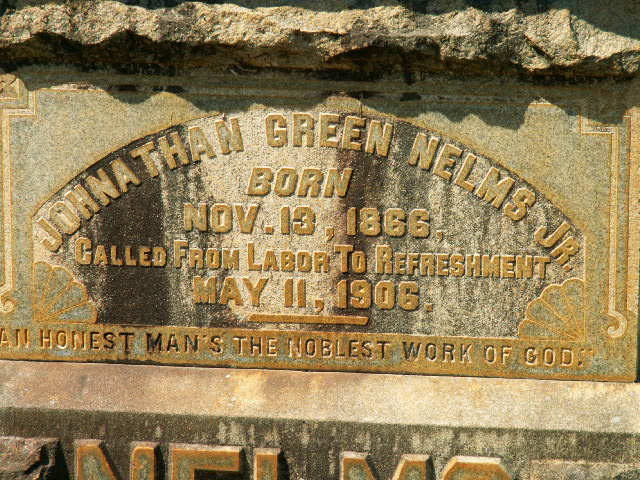 JOHNATHAN GREEN NELMS JR.
BORN
NOV. 13, 1866.
CALLED FROM LABOR TO REFRESHMENT
MAY 11, 1906.
AN HONEST MAN'S THE NOBLEST WORK OF GOD.
NELMS